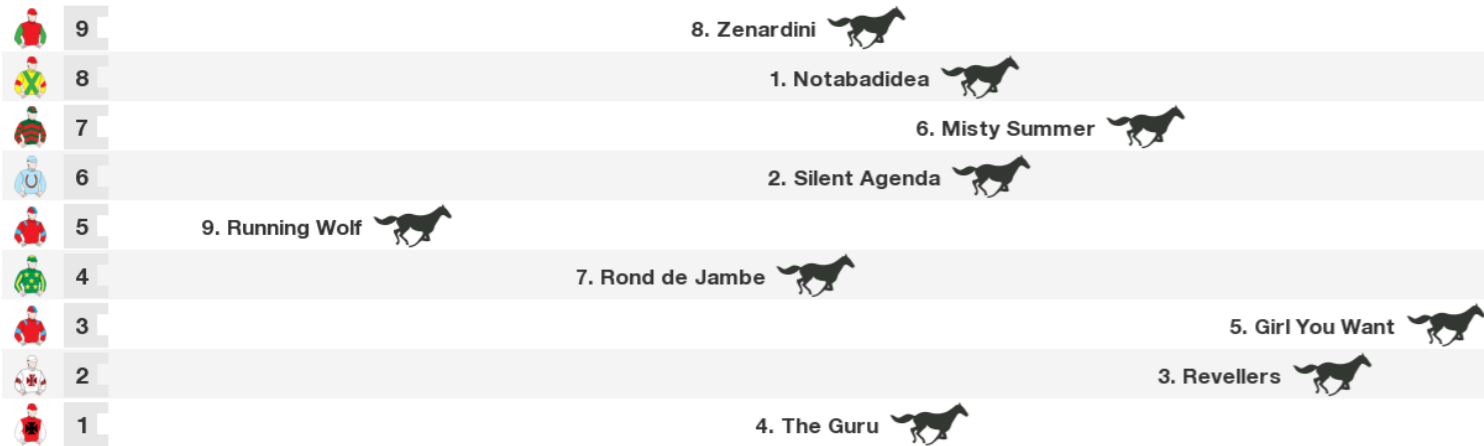 9 8. Zenardini
8 1. Notabadidea
7 6. Misty Summer
6 2. Silent Agenda
5 9. Running Wolf
4 7. Rond de Jambe
3 5. Girl You Want
2 3. Revellers
1 4. The Guru